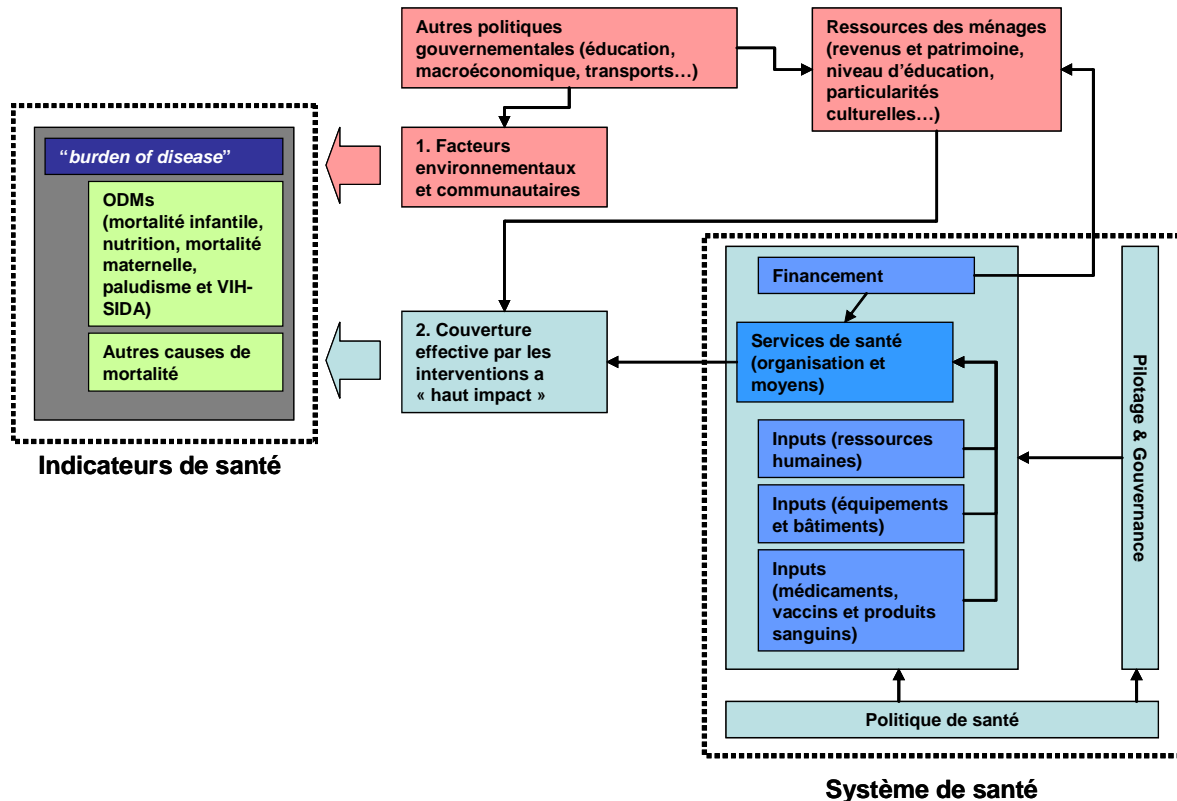 Autres politiques
gouvernementales (éducation,
macroéconomique, transports…)
Ressources des ménages
(revenus et patrimoine,
niveau d’éducation,
particularités
culturelles…)
“burden of disease”
ODMs
(mortalité infantile,
nutrition, mortalité
maternelle,
paludisme et VIH-
SIDA)
Autres causes de
mortalité
Indicateurs de santé
1. Facteurs
environnementaux
et communautaires
2. Couverture
effective par les
interventions a
« haut impact »
Financement
Services de santé
(organisation et
moyens)
Inputs (ressources
humaines)
Inputs (équipements
et bâtiments)
Inputs
(médicaments,
vaccins et produits
sanguins)
Pilotage & Gouvernance
Politique de santé
Système de santé